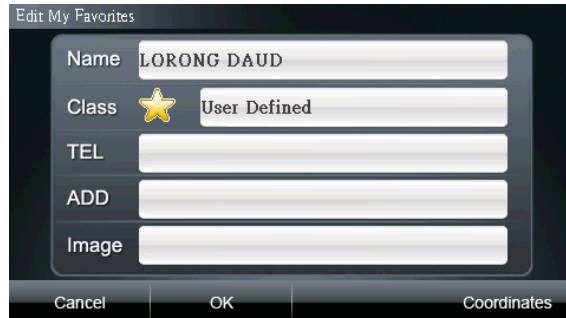 Edit My Favorites
Name LORONG DAUD
Class User Defined
TEL
ADD
Image
Cancel OK Coordinates